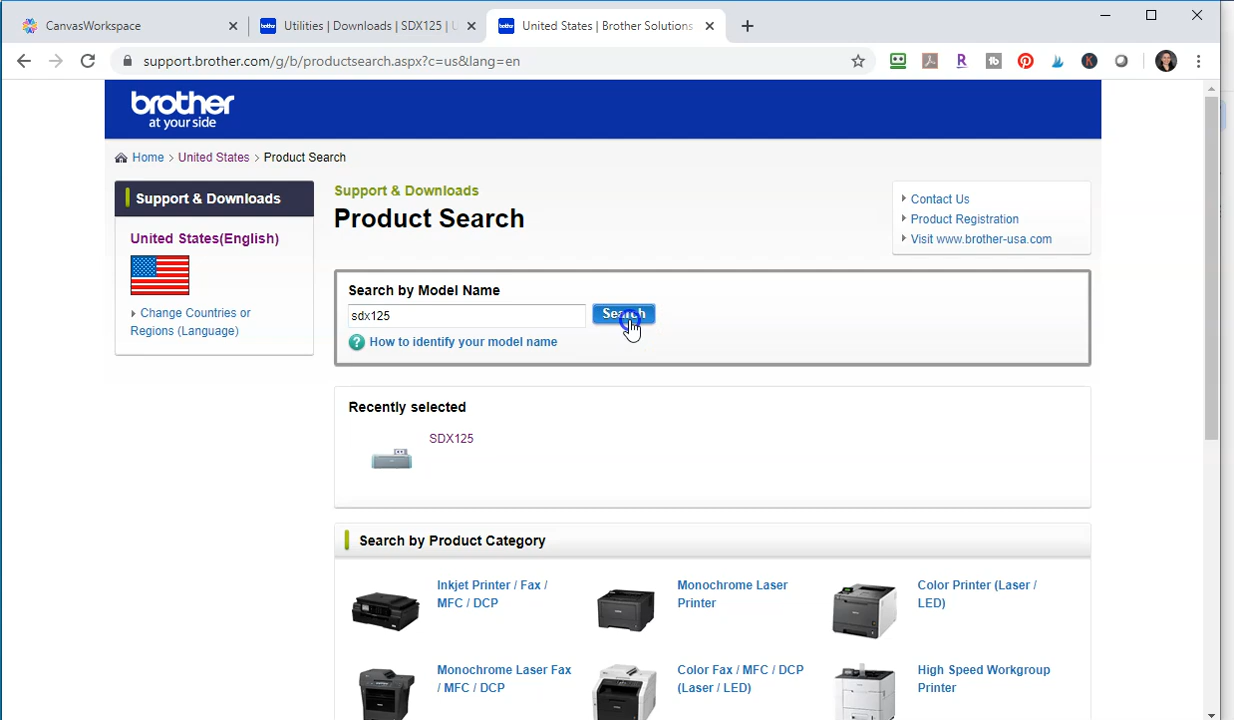 CanvasWorkspace
brother
Utilities | Downloads | SDX125 |
brother
United States | Brother Solutions
support.brother.com/g/b/productsearch.aspx?c=us&lang=en
brother
at your side
Home > United States > Product Search
Support & Downloads
United States(English)
Change Countries or
Regions (Language)
Support & Downloads
Product Search
Contact Us
Product Registration
Visit www.brother-usa.com
Search by Model Name
sdx125
Search
? How to identify your model name
Recently selected
SDX125
Search by Product Category
Inkjet Printer / Fax /
MFC / DCP
Monochrome Laser
Printer
Color Printer (Laser /
LED)
Monochrome Laser Fax
/ MFC / DCP
Color Fax / MFC / DCP
(Laser / LED)
High Speed Workgroup
Printer